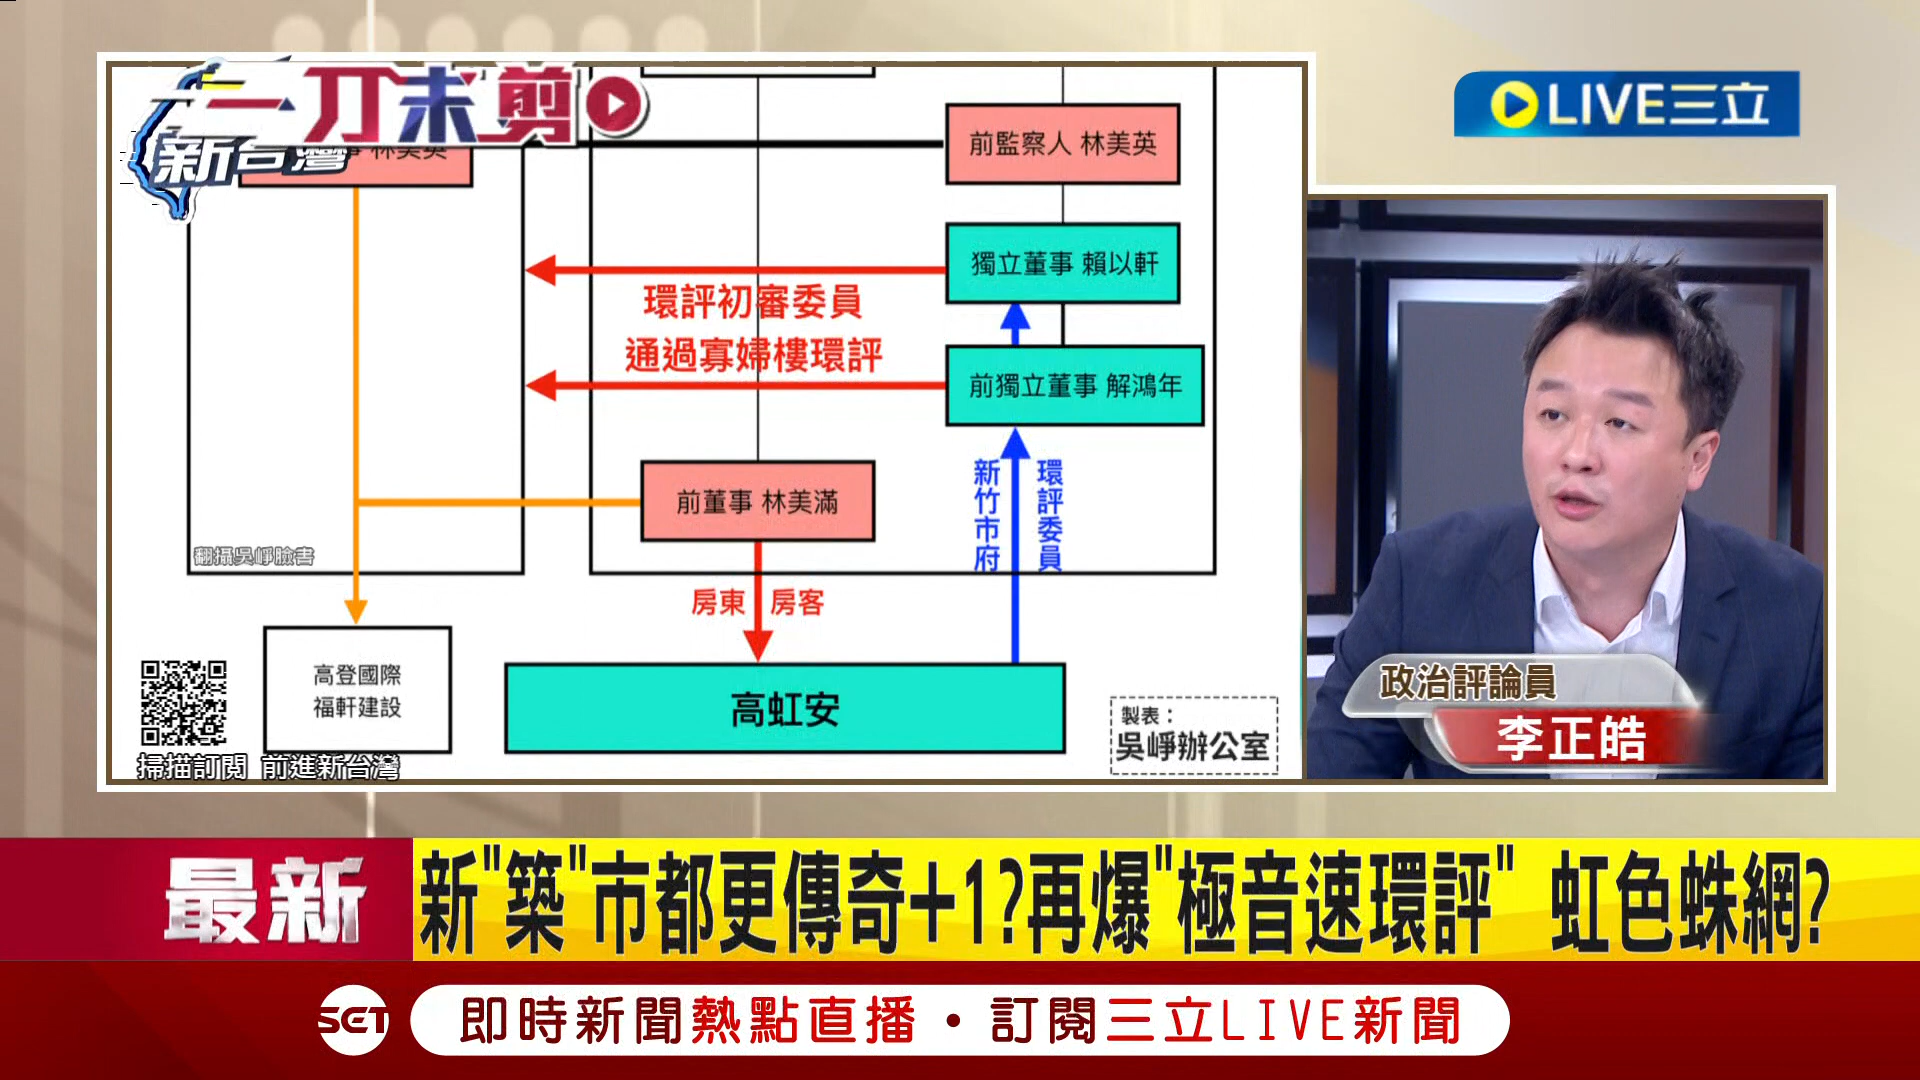 一刀未剪
新台灣
事 林美英
前監察人 林美英
LIVE三立
獨立董事 賴以軒
環評初審委員
通過寡婦樓環評
前獨立董事 解鴻年
前董事 林美滿
新竹市府
環評委員
翻攝吳崢臉書
房東 房客
高登國際
福軒建設
高虹安
製表：
吳崢辦公室
掃描訂閱 前進新台灣
政治評論員
李正皓
最新
新"築"市都更傳奇+1?再爆"極音速環評" 虹色蛛網?
SET
即時新聞熱點直播•訂閱三立LIVE新聞